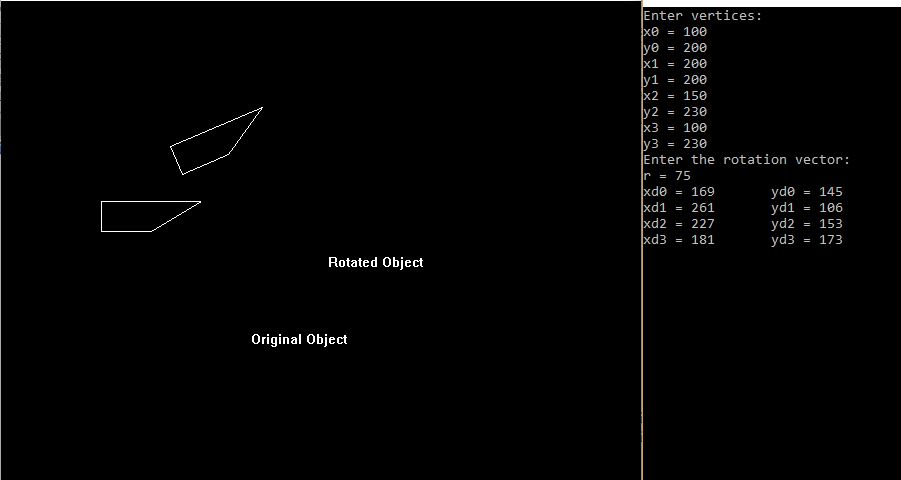 Rotated Object
Original Object
Enter vertices:
x0 = 100
y0 = 200
x1 = 200
y1 = 200
x2 = 150
y2 = 230
x3 = 100
y3 = 230
Enter the rotation vector:
r = 75
xd0 = 169 yd0 = 145
xd1 = 261 yd1 = 106
xd2 = 227 yd2 = 153
xd3 = 181 yd3 = 173